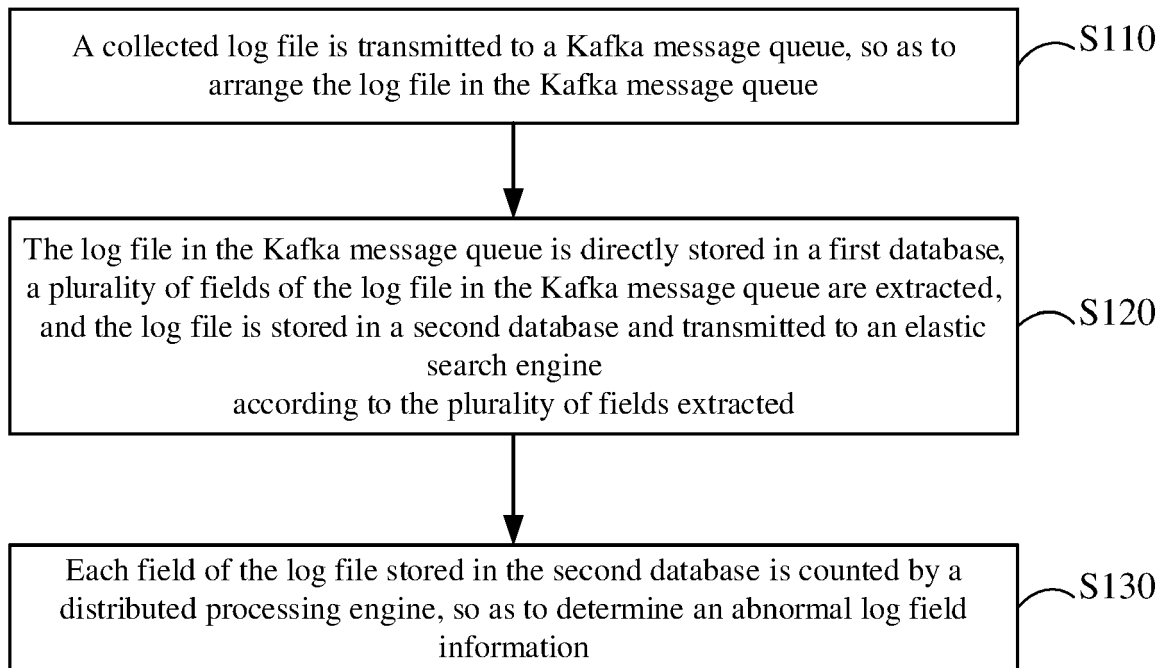 A collected log file is transmitted to a Kafka message queue, so as to
arrange the log file in the Kafka message queue
S110
The log file in the Kafka message queue is directly stored in a first database,
a plurality of fields of the log file in the Kafka message queue are extracted,
and the log file is stored in a second database and transmitted to an elastic
search engine
according to the plurality of fields extracted
S120
Each field of the log file stored in the second database is counted by a
distributed processing engine, so as to determine an abnormal log field
information
S130